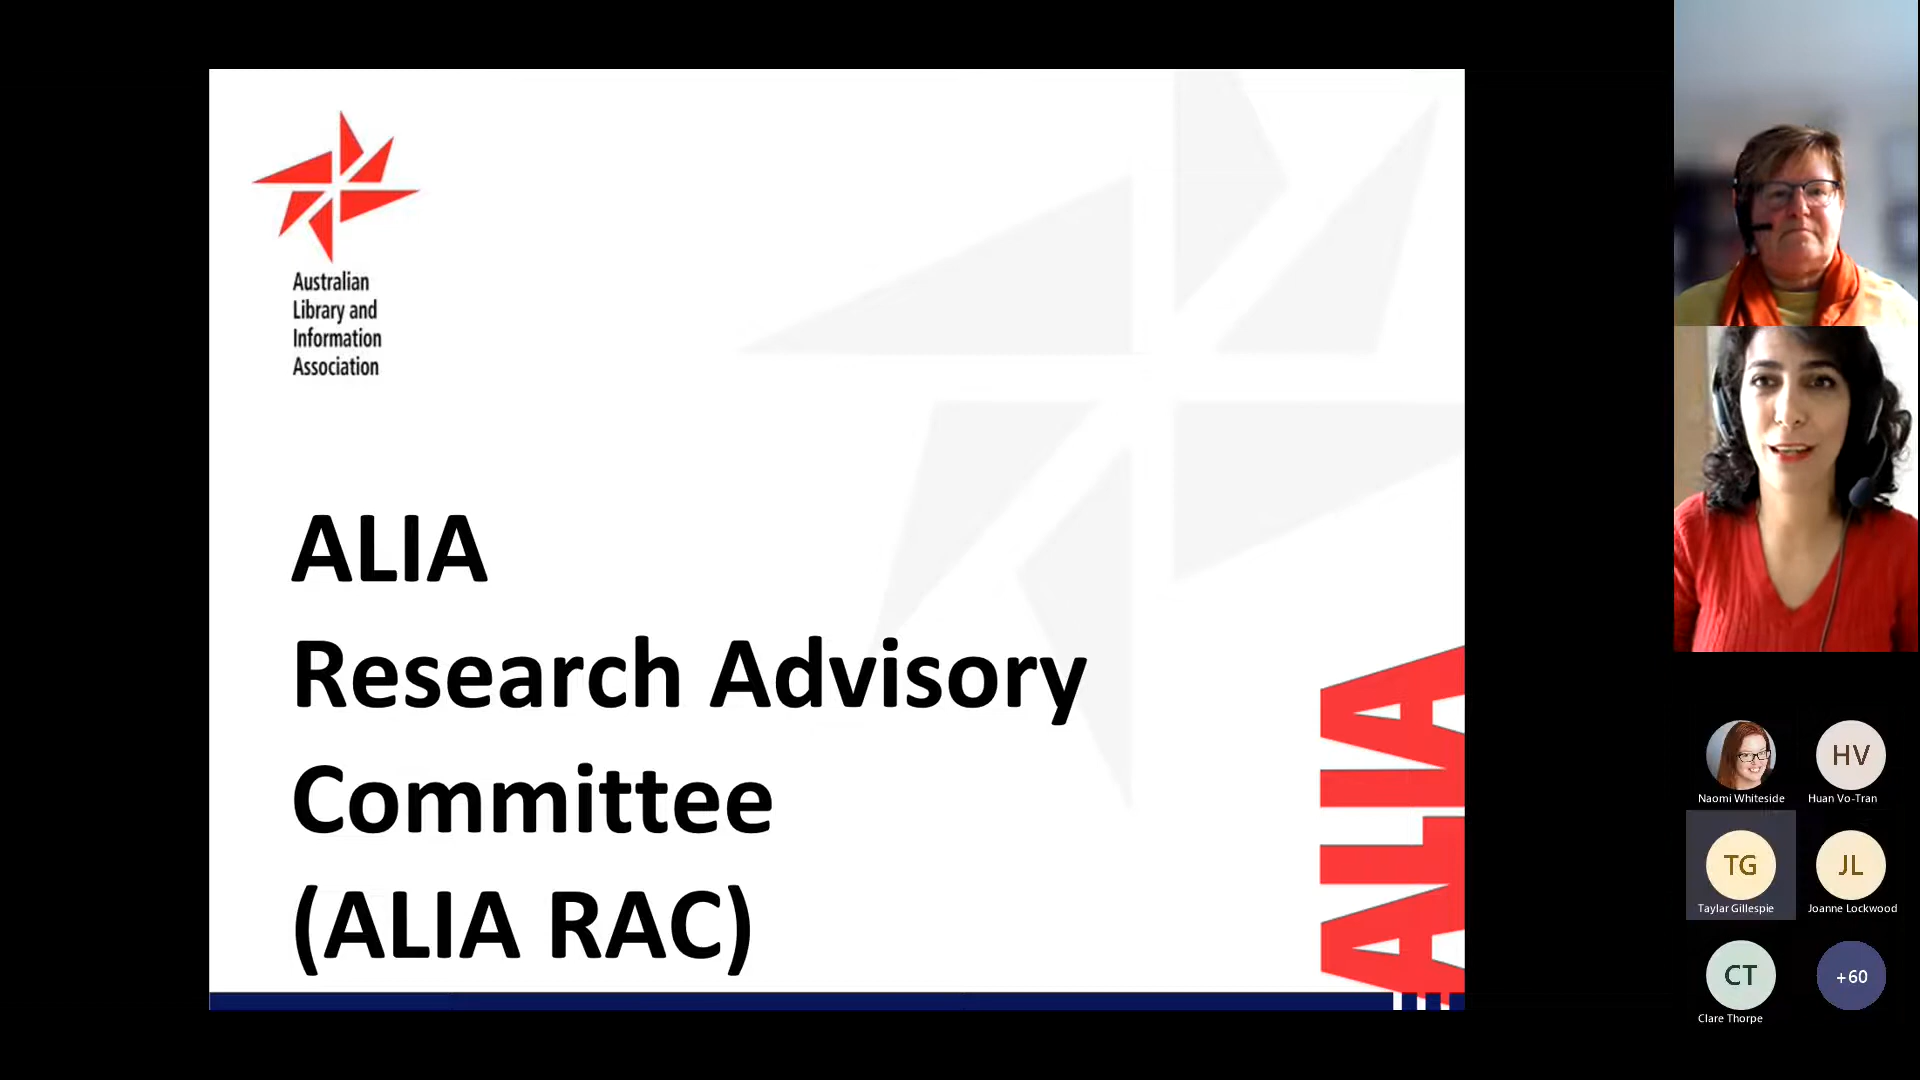 Australian
Library and
Information
Association
ALIA
Research Advisory
Committee
(ALIA RAC)
ALIA
Naomi Whiteside
HV
Huan Vo-Tran
TG
Taylar Gillespie
JL
Joanne Lockwood
CT
Clare Thorpe
+60